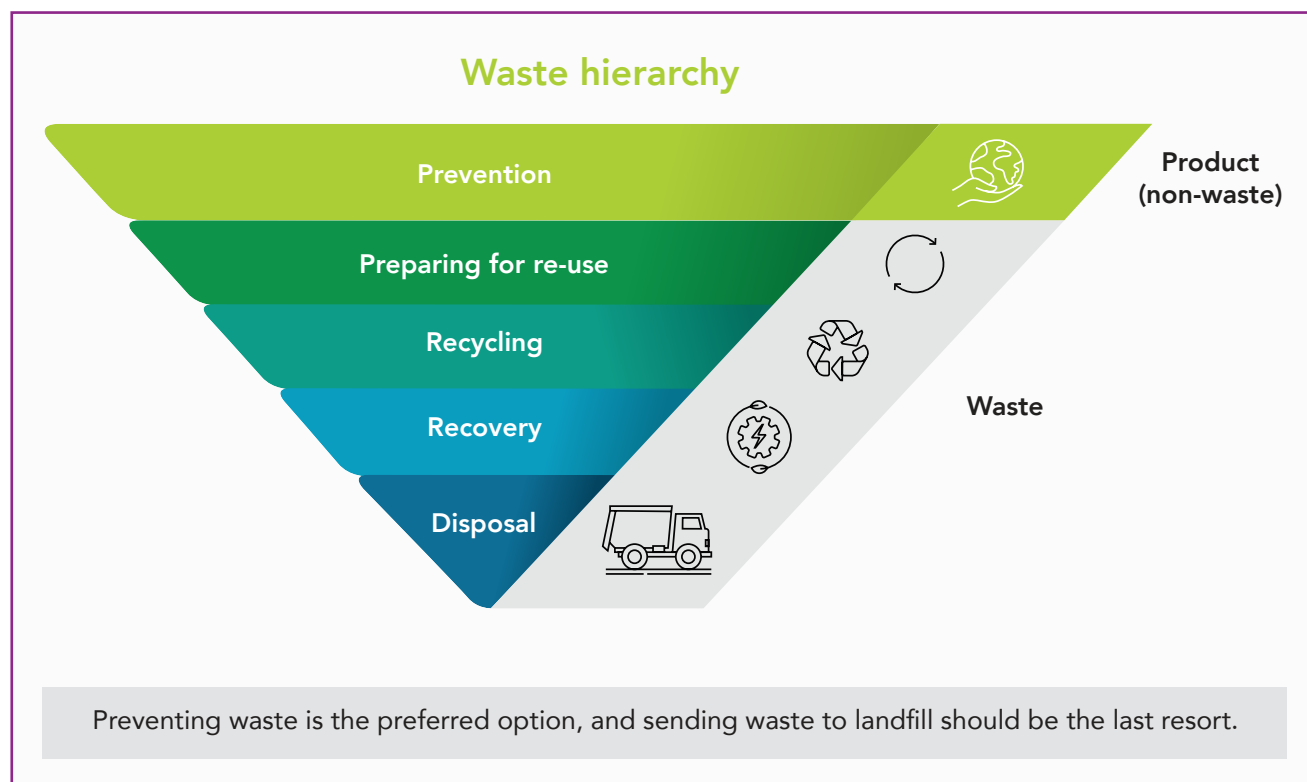 Waste hierarchy
Prevention
Product
(non-waste)
Preparing for re-use
Recycling
Waste
Recovery
Disposal
Preventing waste is the preferred option, and sending waste to landfill should be the last resort.